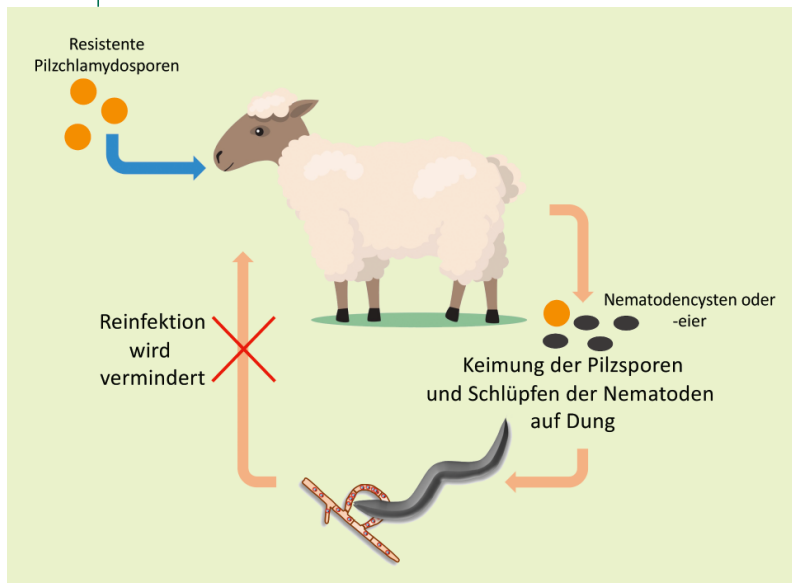 Resistente
Pilzchlamydosporen
Nematodencysten oder
-eier
Keimung der Pilzsporen
und Schlüpfen der Nematoden
auf Dung
Reinfektion
wird
vermindert